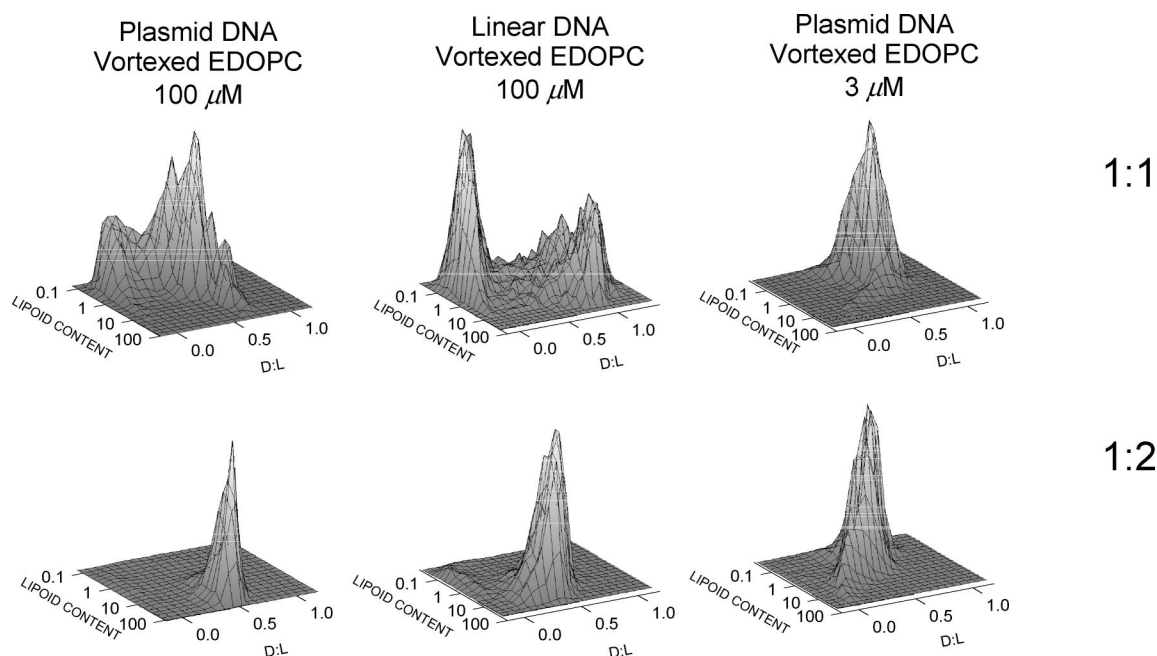 Plasmid DNA
Vortexed EDOPC
100 μM
Linear DNA
Vortexed EDOPC
100 μM
Plasmid DNA
Vortexed EDOPC
3 μM
1:1
0.1
1
10
100
LIPOID CONTENT
0.0
0.5
1.0
D:L
0.1
1
10
100
LIPOID CONTENT
0.0
0.5
1.0
D:L
0.1
1
10
100
LIPOID CONTENT
0.0
0.5
1.0
D:L
1:2
0.1
1
10
100
LIPOID CONTENT
0.0
0.5
1.0
D:L
0.1
1
10
100
LIPOID CONTENT
0.0
0.5
1.0
D:L
0.1
1
10
100
LIPOID CONTENT
0.0
0.5
1.0
D:L